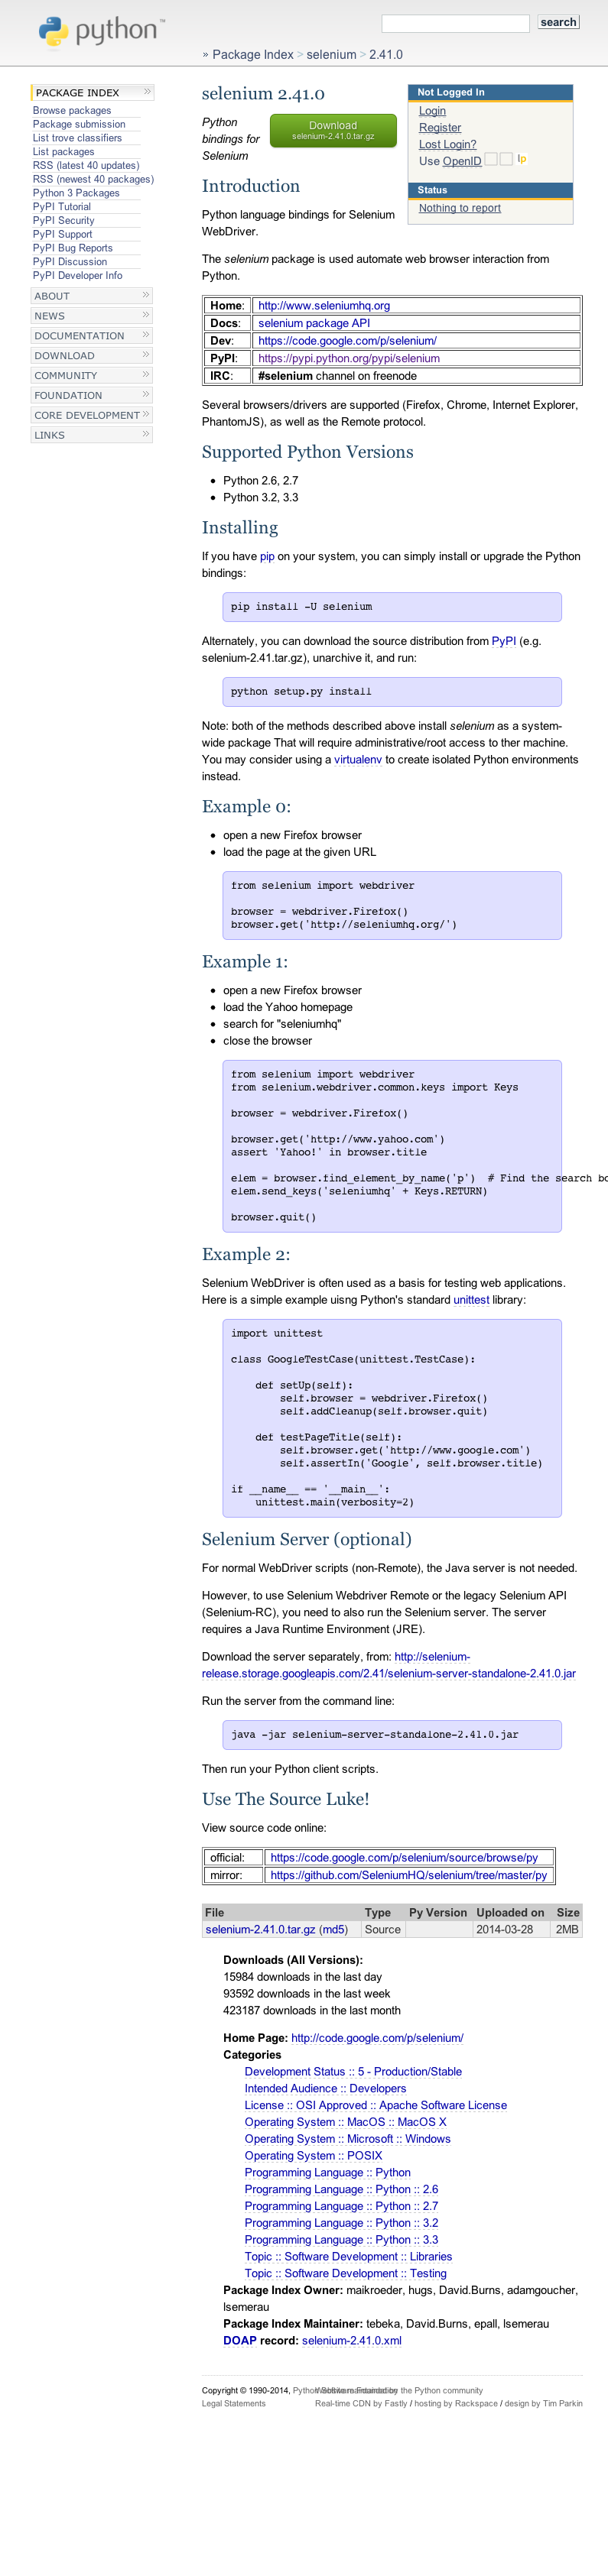 python™
search
» Package Index > selenium > 2.41.0
PACKAGE INDEX »
Browse packages
Package submission
List trove classifiers
List packages
RSS (latest 40 updates)
RSS (newest 40 packages)
Python 3 Packages
PyPI Tutorial
PyPI Security
PyPI Support
PyPI Bug Reports
PyPI Discussion
PyPI Developer Info
ABOUT »
NEWS »
DOCUMENTATION »
DOWNLOAD »
COMMUNITY »
FOUNDATION »
CORE DEVELOPMENT »
LINKS »
Not Logged In
Login
Register
Lost Login?
Use OpenID lp
Status
Nothing to report
selenium 2.41.0
Download
selenium-2.41.0.tar.gz
Python
bindings for
Selenium
Introduction
Python language bindings for Selenium
WebDriver.
The selenium package is used automate web browser interaction from
Python.
Home: http://www.seleniumhq.org
Docs: selenium package API
Dev: https://code.google.com/p/selenium/
PyPI: https://pypi.python.org/pypi/selenium
IRC: #selenium channel on freenode
Several browsers/drivers are supported (Firefox, Chrome, Internet Explorer,
PhantomJS), as well as the Remote protocol.
Supported Python Versions
• Python 2.6, 2.7
• Python 3.2, 3.3
Installing
If you have pip on your system, you can simply install or upgrade the Python
bindings:
pip install -U selenium
Alternately, you can download the source distribution from PyPI (e.g.
selenium-2.41.tar.gz), unarchive it, and run:
python setup.py install
Note: both of the methods described above install selenium as a system-
wide package That will require administrative/root access to ther machine.
You may consider using a virtualenv to create isolated Python environments
instead.
Example 0:
• open a new Firefox browser
• load the page at the given URL
from selenium import webdriver
browser = webdriver.Firefox()
browser.get('http://seleniumhq.org/')
Example 1:
• open a new Firefox browser
• load the Yahoo homepage
• search for "seleniumhq"
• close the browser
from selenium import webdriver
from selenium.webdriver.common.keys import Keys
browser = webdriver.Firefox()
browser.get('http://www.yahoo.com')
assert 'Yahoo!' in browser.title
elem = browser.find_element_by_name('p')  # Find the search bo
elem.send_keys('seleniumhq' + Keys.RETURN)
browser.quit()
Example 2:
Selenium WebDriver is often used as a basis for testing web applications.
Here is a simple example uisng Python's standard unittest library:
import unittest
class GoogleTestCase(unittest.TestCase):
    def setUp(self):
        self.browser = webdriver.Firefox()
        self.addCleanup(self.browser.quit)
    def testPageTitle(self):
        self.browser.get('http://www.google.com')
        self.assertIn('Google', self.browser.title)
if __name__ == '__main__':
    unittest.main(verbosity=2)
Selenium Server (optional)
For normal WebDriver scripts (non-Remote), the Java server is not needed.
However, to use Selenium Webdriver Remote or the legacy Selenium API
(Selenium-RC), you need to also run the Selenium server. The server
requires a Java Runtime Environment (JRE).
Download the server separately, from: http://selenium-
release.storage.googleapis.com/2.41/selenium-server-standalone-2.41.0.jar
Run the server from the command line:
java -jar selenium-server-standalone-2.41.0.jar
Then run your Python client scripts.
Use The Source Luke!
View source code online:
official: https://code.google.com/p/selenium/source/browse/py
mirror: https://github.com/SeleniumHQ/selenium/tree/master/py
File Type Py Version Uploaded on Size
selenium-2.41.0.tar.gz (md5) Source 2014-03-28 2MB
Downloads (All Versions):
15984 downloads in the last day
93592 downloads in the last week
423187 downloads in the last month
Home Page: http://code.google.com/p/selenium/
Categories
Development Status :: 5 - Production/Stable
Intended Audience :: Developers
License :: OSI Approved :: Apache Software License
Operating System :: MacOS :: MacOS X
Operating System :: Microsoft :: Windows
Operating System :: POSIX
Programming Language :: Python
Programming Language :: Python :: 2.6
Programming Language :: Python :: 2.7
Programming Language :: Python :: 3.2
Programming Language :: Python :: 3.3
Topic :: Software Development :: Libraries
Topic :: Software Development :: Testing
Package Index Owner: maikroeder, hugs, David.Burns, adamgoucher,
lsemerau
Package Index Maintainer: tebeka, David.Burns, epall, lsemerau
DOAP record: selenium-2.41.0.xml
Copyright © 1990-2014, Python Software Foundation
Website maintained by the Python community
Legal Statements
Real-time CDN by Fastly / hosting by Rackspace / design by Tim Parkin